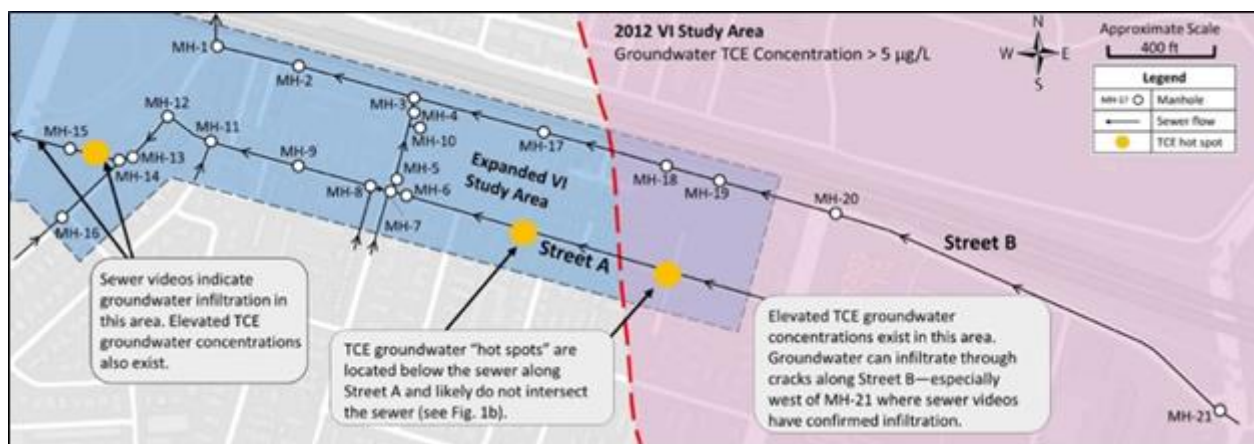 2012 VI Study Area
Groundwater TCE Concentration > 5 µg/L
N
W E
S
Approximate Scale
400 ft
Legend
MH-1? Manhole
Sewer flow
TCE hot spot
MH-1
MH-2
MH-3
MH-4
MH-10
MH-12
MH-11
MH-15
MH-13
MH-14
MH-9
MH-17
MH-5
MH-8
MH-6
MH-7
MH-16
MH-18
MH-19
MH-20
MH-21
Expanded VI
Study Area
Street A
Street B
Sewer videos indicate
groundwater infiltration in
this area. Elevated TCE
groundwater concentrations
also exist.
TCE groundwater “hot spots” are
located below the sewer along
Street A and likely do not intersect
the sewer (see Fig. 1b).
Elevated TCE groundwater
concentrations exist in this area.
Groundwater can infiltrate through
cracks along Street B—especially
west of MH-21 where sewer videos
have confirmed infiltration.